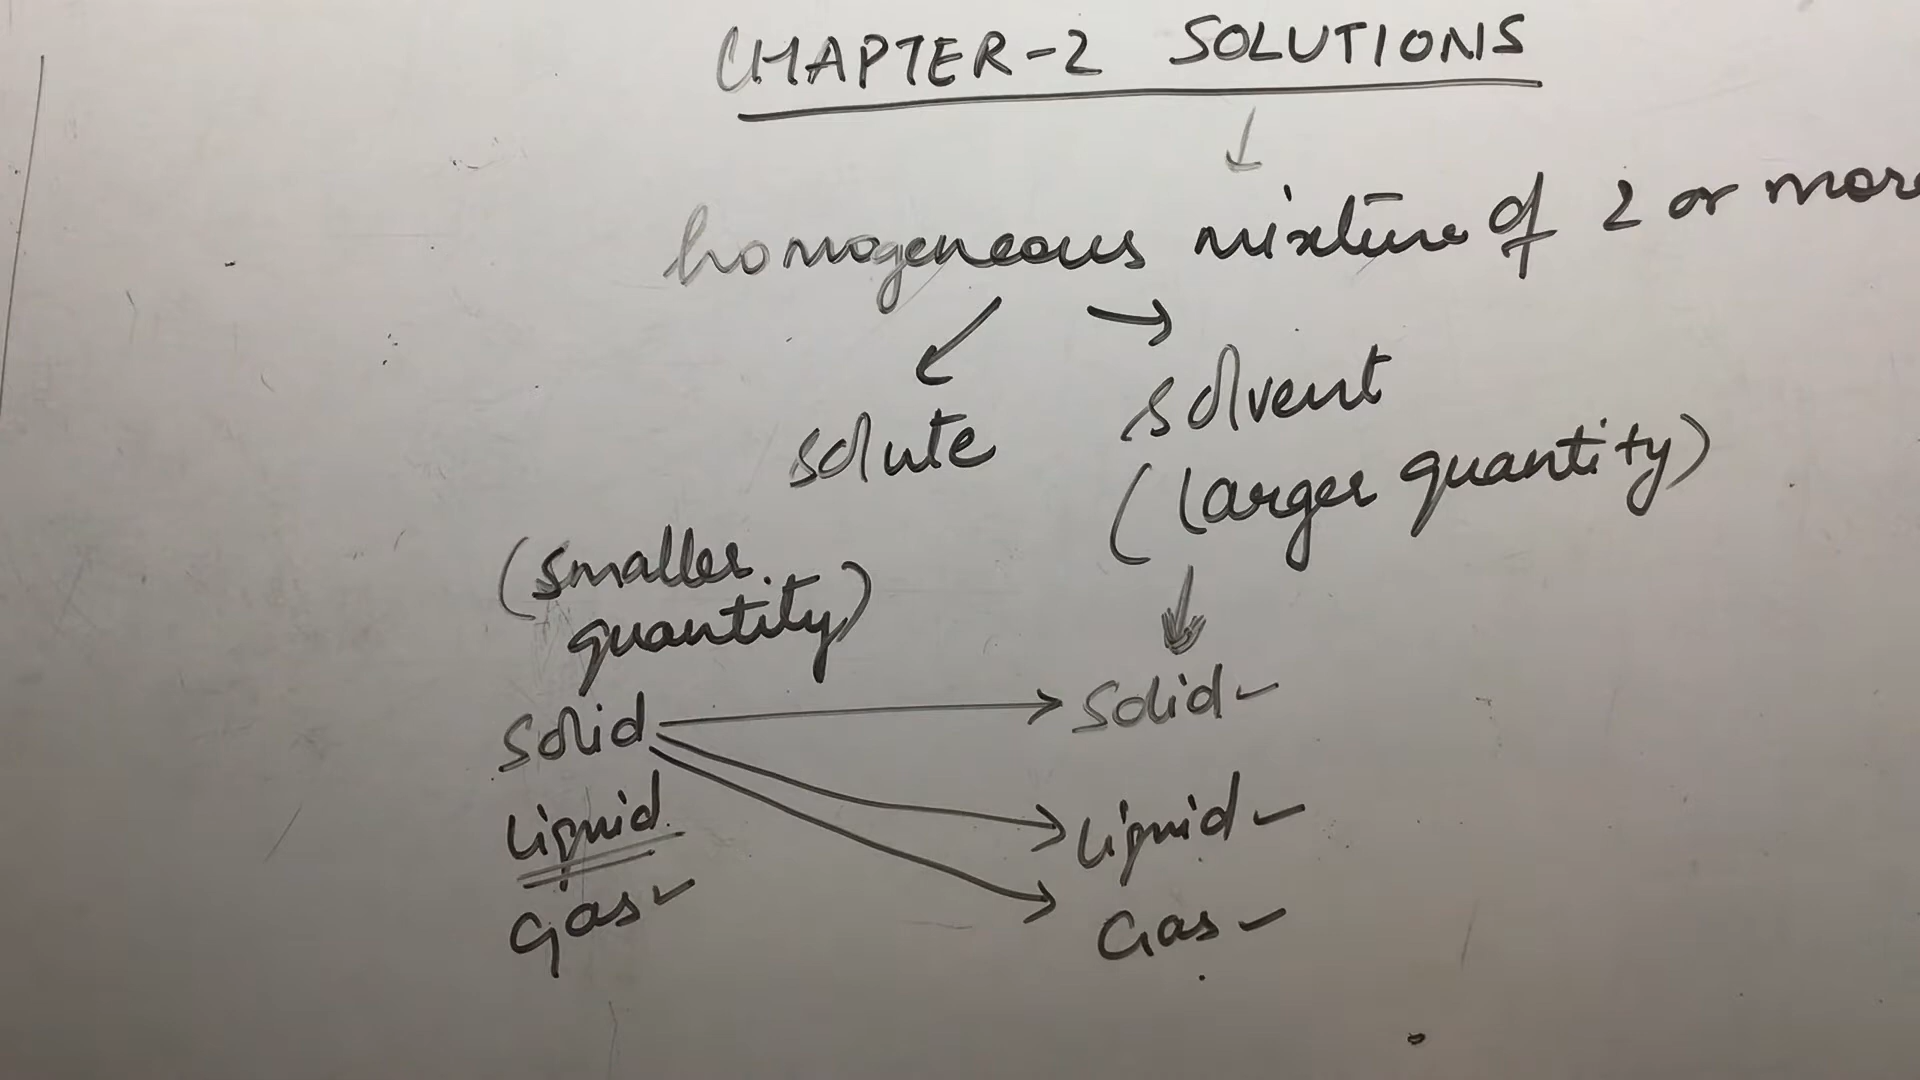 CHAPTER-2 SOLUTIONS
homogeneous mixture of 2 or more
solute
solvent
(larger quantity)
(smaller
quantity)
Solid
Solid
Liquid
Liquid
Gas
Gas